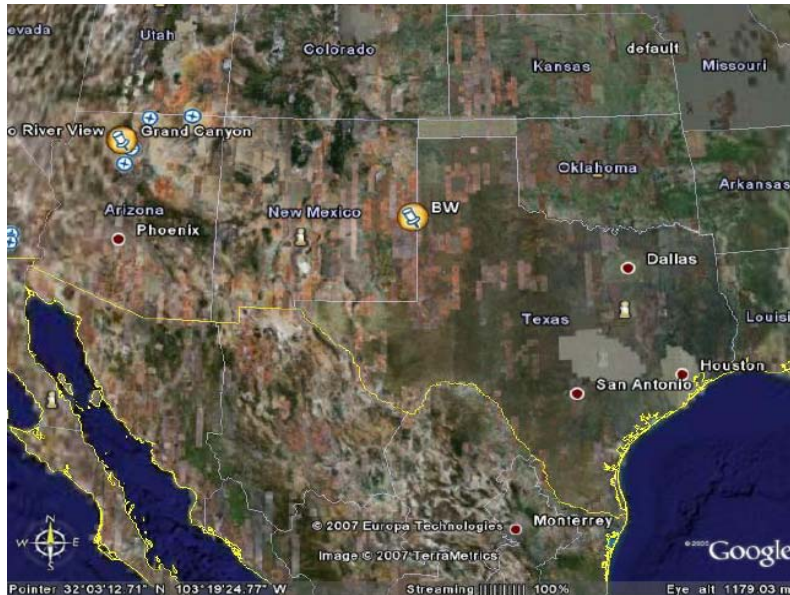 evada
Utah
Colorado
Kansas
default
Missouri
o River View
Grand Canyon
Oklahoma
Arkansas
Arizona
New Mexico
BW
Phoenix
Dallas
Texas
Louisi
Houston
San Antonio
N
W E
S
© 2007 Europa Technologies
Monterrey
Image © 2007 TerraMetrics
Google
Pointer 32°03'12.71" N 103°19'24.77" W Streaming |||||||||| 100% Eye alt 1179.03 m